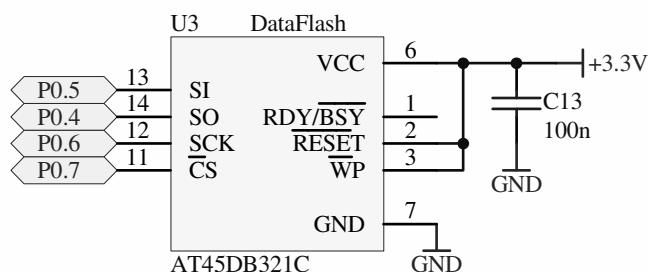 U3 DataFlash
VCC 6
+3.3V
P0.5 13 SI
P0.4 14 SO
RDY/BSY 1
C13
P0.6 12 SCK
RESET 2
100n
P0.7 11 CS
WP 3
GND
GND 7
AT45DB321C
GND